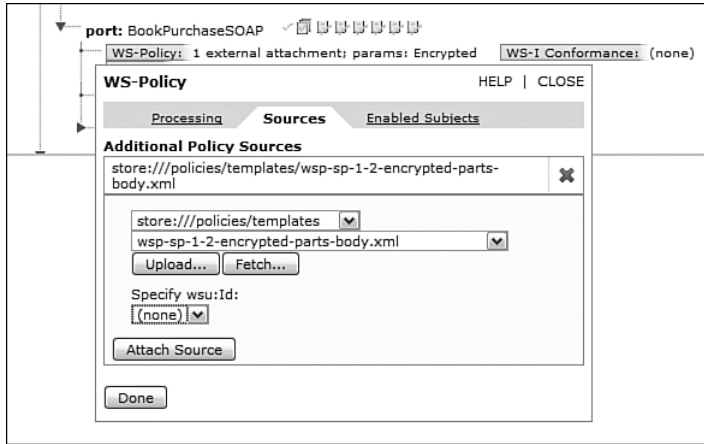 port: BookPurchaseSOAP
WS-Policy: 1 external attachment; params: Encrypted WS-I Conformance: (none)
WS-Policy HELP | CLOSE
Processing Sources Enabled Subjects
Additional Policy Sources
store:///policies/templates/wsp-sp-1-2-encrypted-parts-
body.xml
store:///policies/templates
wsp-sp-1-2-encrypted-parts-body.xml
Upload... Fetch...
Specify wsu:Id:
(none)
Attach Source
Done